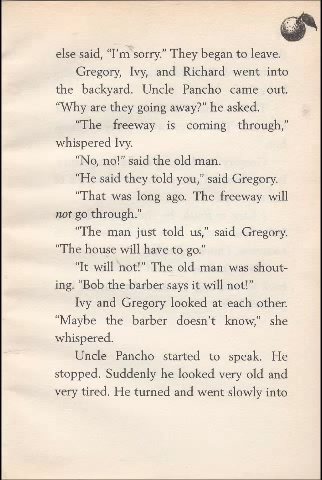 else said, “I'm sorry.” They began to leave.
Gregory, Ivy, and Richard went into
the backyard. Uncle Pancho came out.
“Why are they going away?” he asked.
“The freeway is coming through,”
whispered Ivy.
“No, no!” said the old man.
“He said they told you,” said Gregory.
“That was long ago. The freeway will
not go through.”
“The man just told us,” said Gregory.
“The house will have to go.”
“It will not!” The old man was shout-
ing. “Bob the barber says it will not!”
Ivy and Gregory looked at each other.
“Maybe the barber doesn't know,” she
whispered.
Uncle Pancho started to speak. He
stopped. Suddenly he looked very old and
very tired. He turned and went slowly into